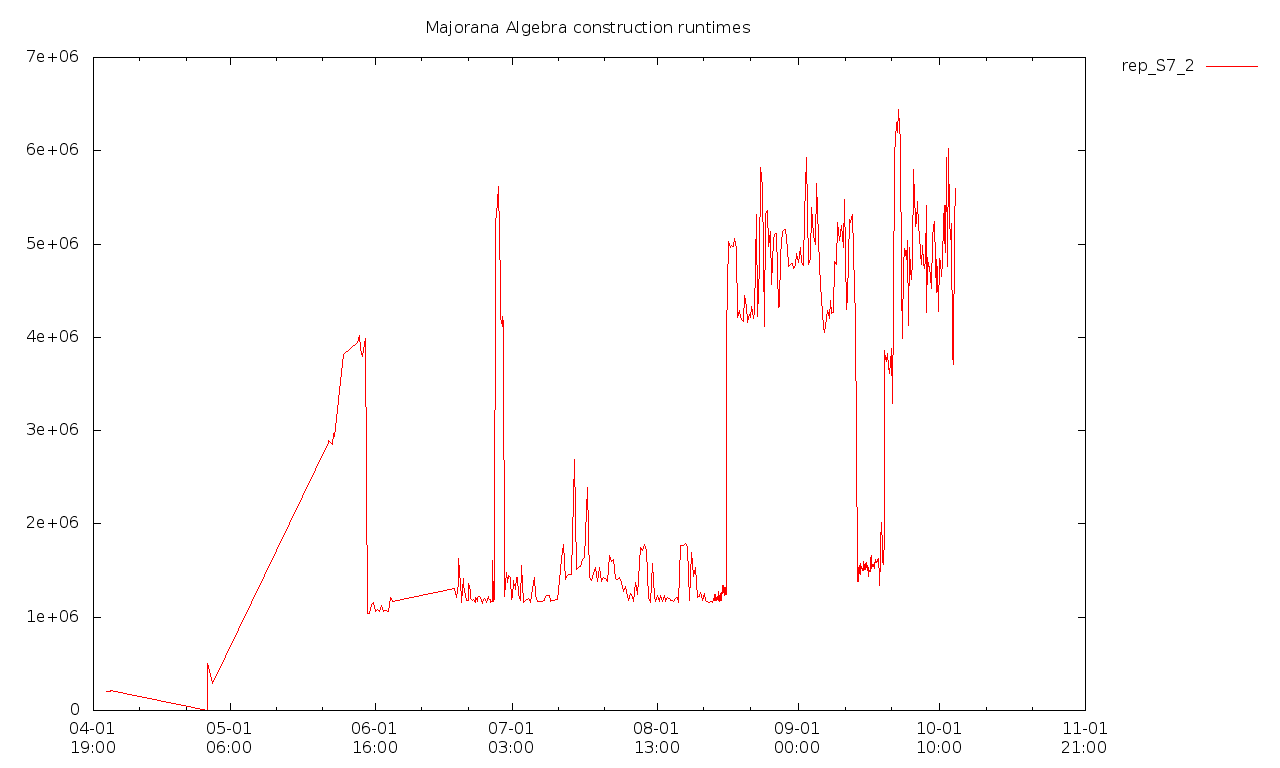 Majorana Algebra construction runtimes
rep_S7_2
7e+06
6e+06
5e+06
4e+06
3e+06
2e+06
1e+06
0
04-01 05-01 06-01 07-01 08-01 09-01 10-01 11-01
19:00 06:00 16:00 03:00 13:00 00:00 10:00 21:00